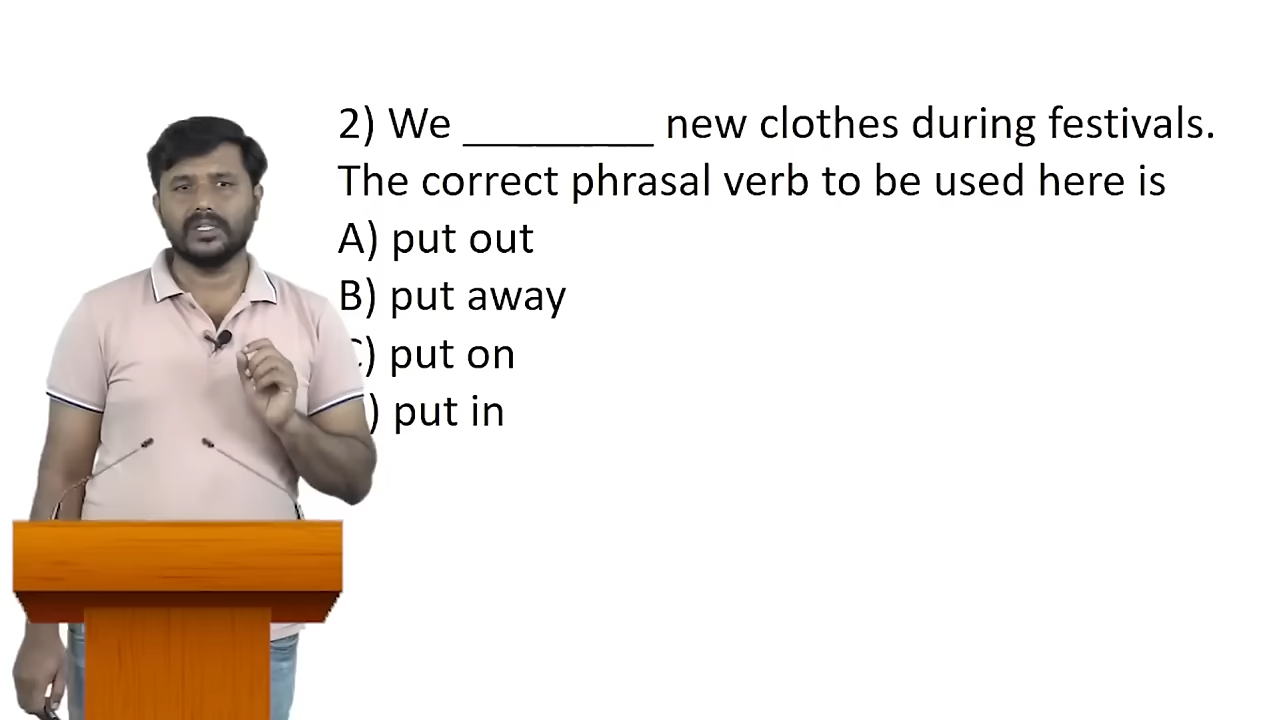 2) We _________ new clothes during festivals.
The correct phrasal verb to be used here is
A) put out
B) put away
C) put on
) put in